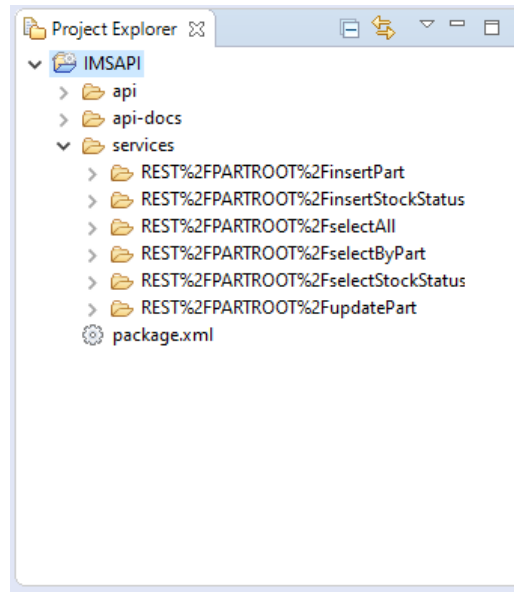 Project Explorer
IMSAPI
api
api-docs
services
REST%2FPARTROOT%2FinsertPart
REST%2FPARTROOT%2FinsertStockStatus
REST%2FPARTROOT%2FselectAll
REST%2FPARTROOT%2FselectByPart
REST%2FPARTROOT%2FselectStockStatus
REST%2FPARTROOT%2FupdatePart
package.xml